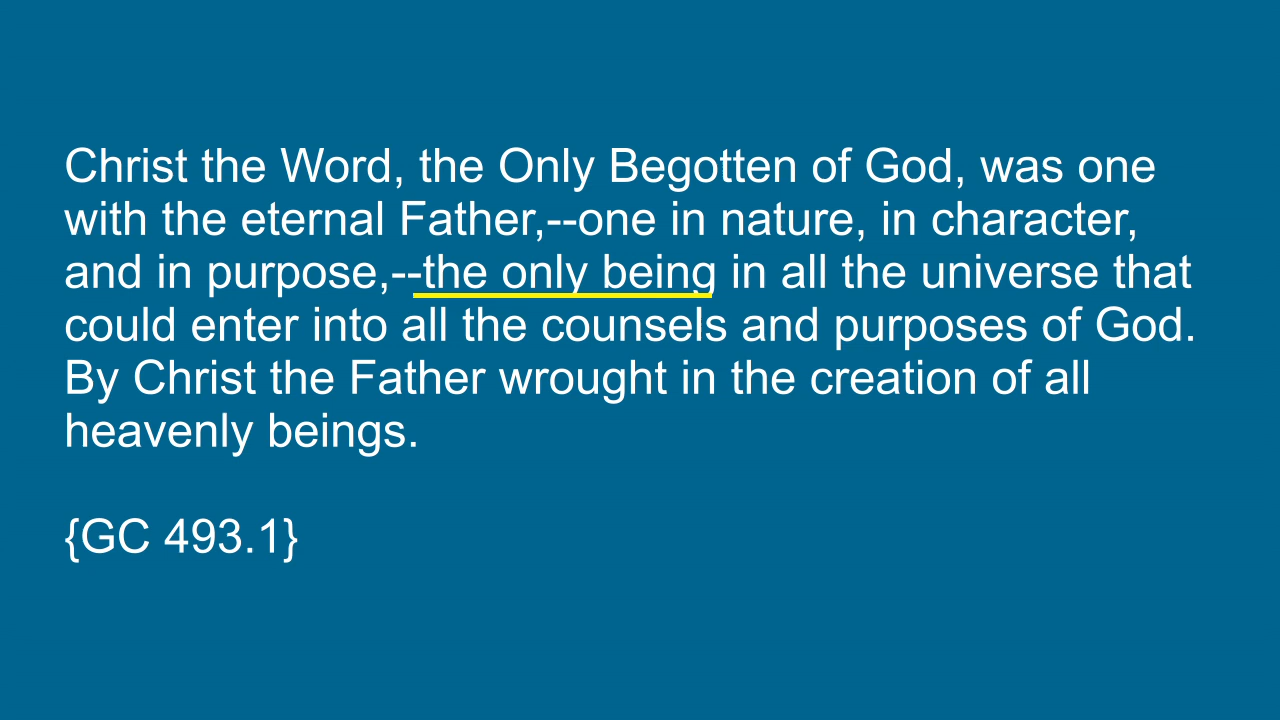 Christ the Word, the Only Begotten of God, was one
with the eternal Father,--one in nature, in character,
and in purpose,--the only being in all the universe that
could enter into all the counsels and purposes of God.
By Christ the Father wrought in the creation of all
heavenly beings.
{GC 493.1}